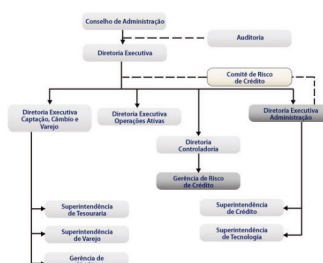 Conselho de Administração
Auditoria
Diretoria Executiva
Comitê de Risco
de Crédito
Diretoria Executiva
Captação, Câmbio e
Varejo
Diretoria Executiva
Operações Ativas
Diretoria Executiva
Administração
Diretoria
Controladoria
Gerência de Risco
de Crédito
Superintendência
de Tesouraria
Superintendência
de Crédito
Superintendência
de Varejo
Superintendência
de Tecnologia
Gerência de